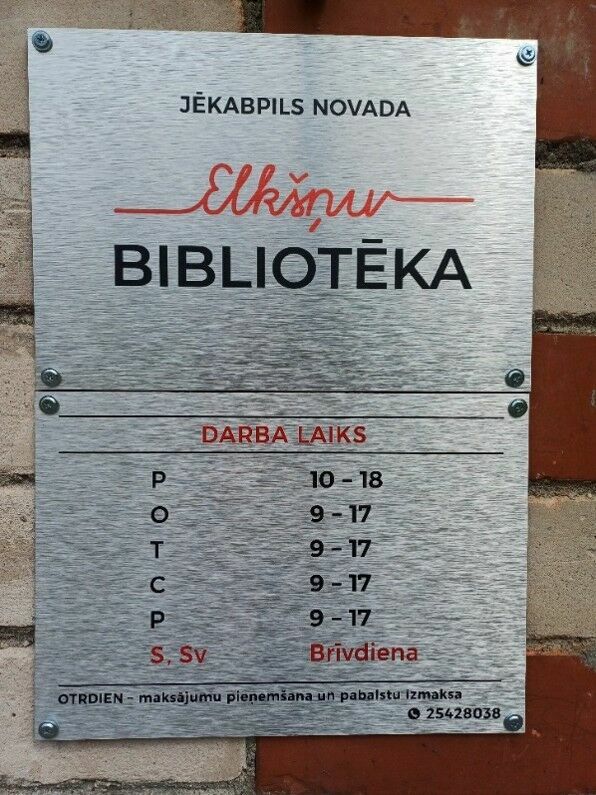 JĒKABPILS NOVADA
Elkšņu
BIBLIOTĒKA
DARBA LAIKS
P 10 – 18
O 9 – 17
T 9 – 17
C 9 – 17
P 9 – 17
S, Sv Brīvdiena
OTRDIEN – maksājumu pieņemšana un pabalstu izmaksa
25428038